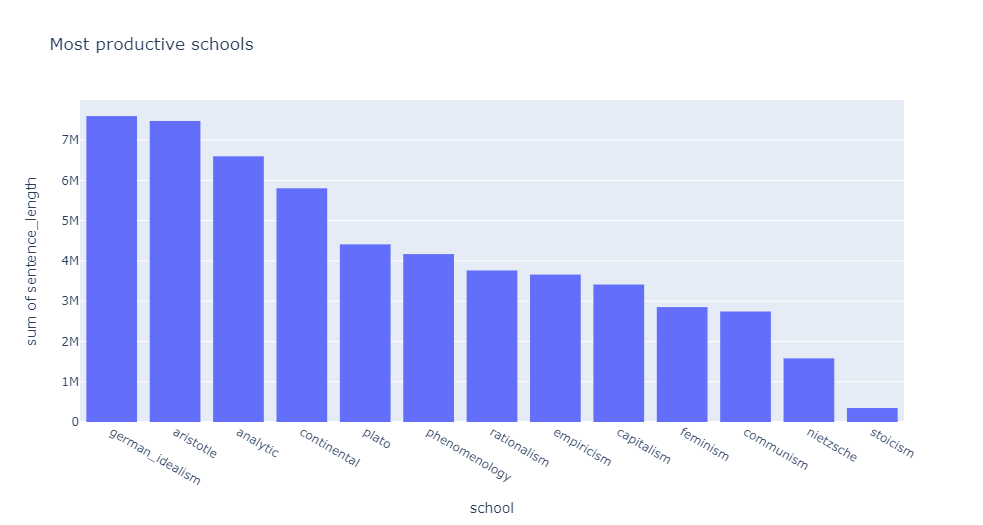 Most productive schools
sum of sentence_length
7M
6M
5M
4M
3M
2M
1M
0
german_idealism
aristotle
analytic
continental
plato
phenomenology
rationalism
empiricism
capitalism
feminism
communism
nietzsche
stoicism
school